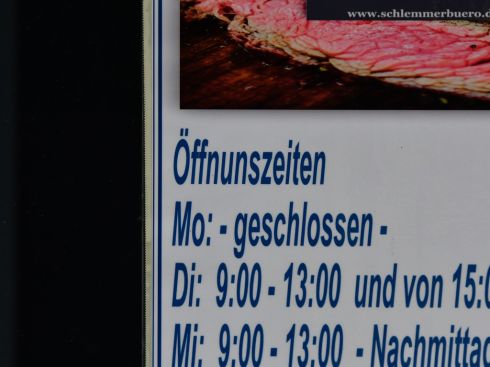 www.schlemmerbuero.d
Öffnunszeiten
Mo: - geschlossen -
Di: 9:00 - 13:00 und von 15:0
Mi: 9:00 - 13:00 - Nachmittag